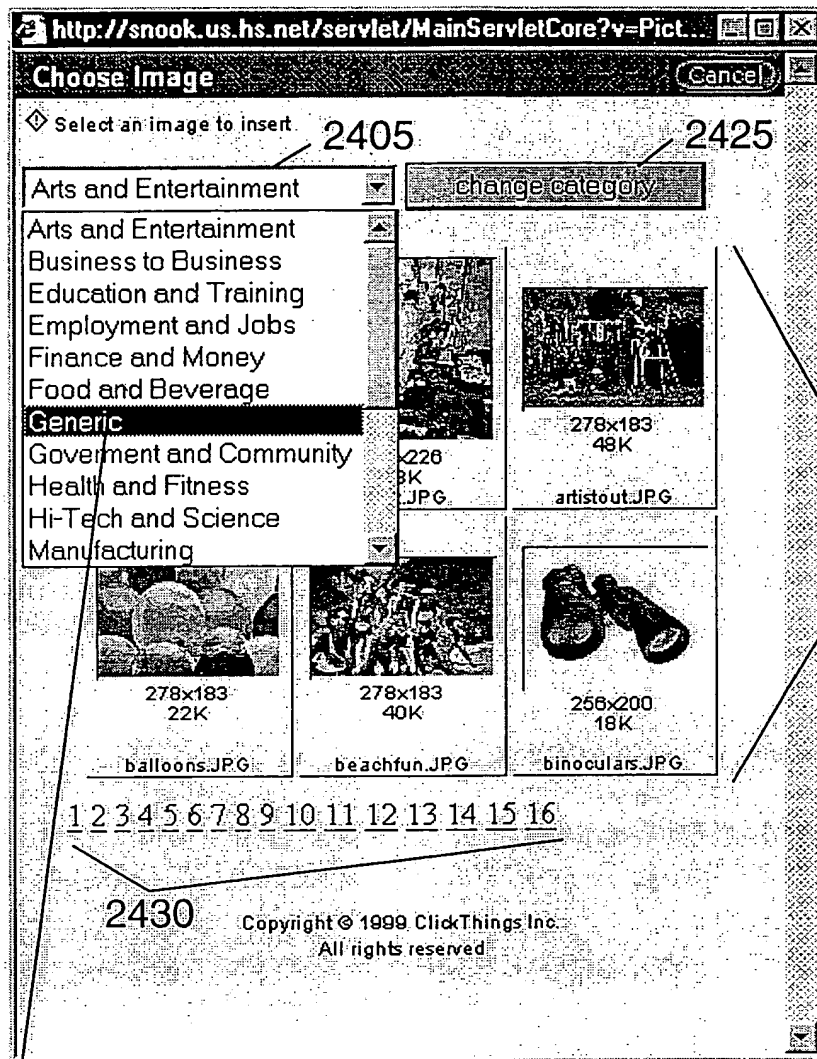 http://snook.us.hs.net/servlet/MainServletCore?v=Pict...
Choose Image
Cancel
Select an image to insert
2405
2425
Arts and Entertainment
change category
Arts and Entertainment
Business to Business
Education and Training
Employment and Jobs
Finance and Money
Food and Beverage
Generic
Goverment and Community
Health and Fitness
Hi-Tech and Science
Manufacturing
x226
.JPG
278x183
48K
artistout.JPG
278x183
22K
balloons.JPG
278x183
40K
beachfun.JPG
256x200
18K
binoculars.JPG
1 2 3 4 5 6 7 8 9 10 11 12 13 14 15 16
2430
Copyright © 1999 ClickThings Inc.
All rights reserved